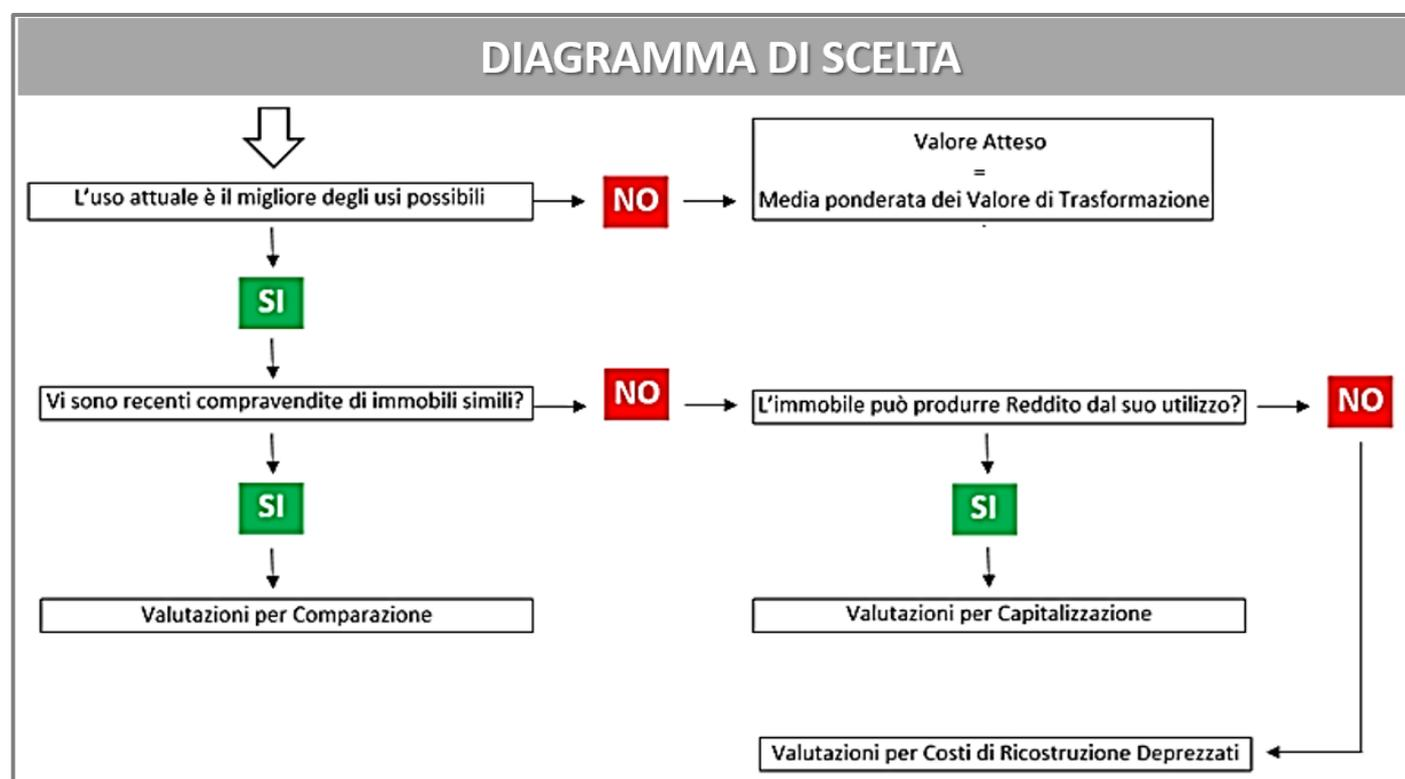 DIAGRAMMA DI SCELTA
L'uso attuale è il migliore degli usi possibili
NO
Valore Atteso
=
Media ponderata dei Valore di Trasformazione
SI
Vi sono recenti compravendite di immobili simili?
NO
L'immobile può produrre Reddito dal suo utilizzo?
NO
SI
SI
Valutazioni per Comparazione
Valutazioni per Capitalizzazione
Valutazioni per Costi di Ricostruzione Deprezzati